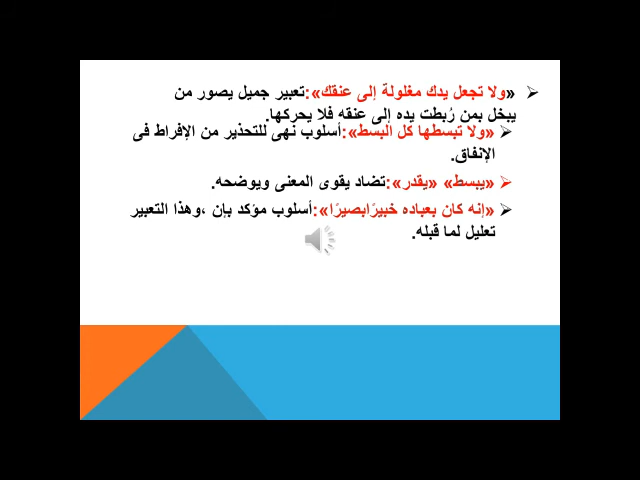 «ولا تجعل يدك مغلولة إلى عنقك»:تعبير جميل يصور من
يبخل بمن رُبطت يده إلى عنقه فلا يحركها.
«ولا تبسطها كل البسط»:أسلوب نهى للتحذير من الإفراط فى
الإنفاق.
«يبسط» «يقدر»:تضاد يقوى المعنى ويوضحه.
«إنه كان بعباده خبيرًابصيرًا»:أسلوب مؤكد بإن ،وهذا التعبير
تعليل لما قبله.